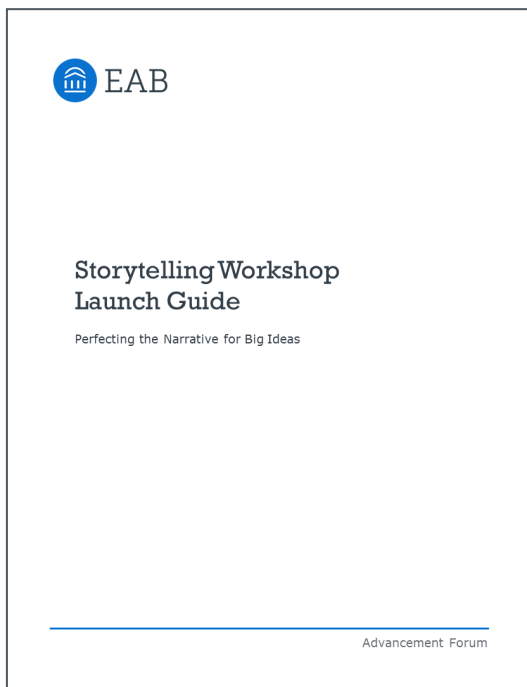 EAB
Storytelling Workshop
Launch Guide
Perfecting the Narrative for Big Ideas
Advancement Forum